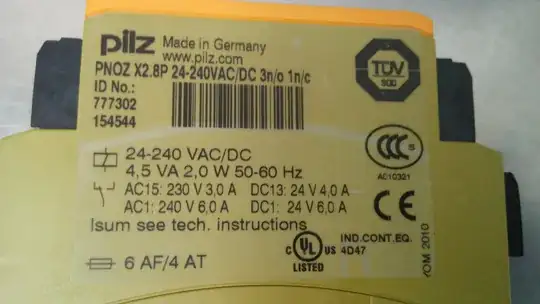 pilz
Made in Germany
www.pilz.com
PNOZ X2.8P 24-240VAC/DC 3n/o 1n/c
ID No.:
777302
154544
TÜV
SGD
CCC S
AC10321
24-240 VAC/DC
4,5 VA 2,0 W 50-60 Hz
AC15: 230 V 3,0 A DC13: 24 V 4,0 A
AC1: 240 V 6,0 A DC1: 24 V 6,0 A
CE
Isum see tech. instructions
C UL US
LISTED
IND.CONT.EQ.
4D47
YOM 2010
6 AF/4 AT